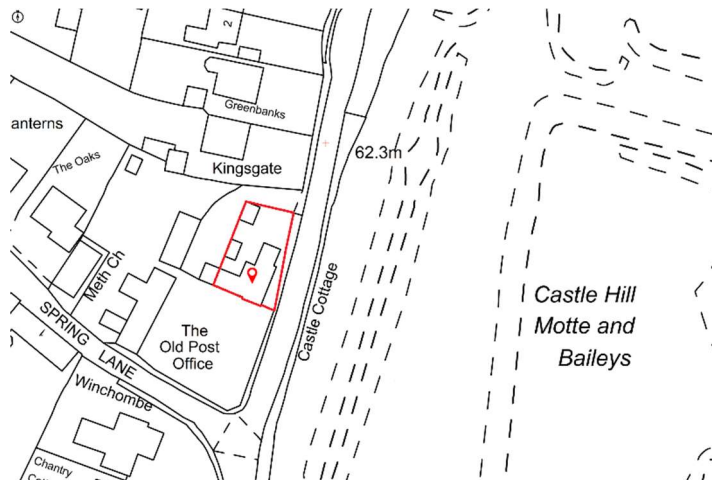 2
Greenbanks
anterns
The Oaks
Kingsgate
62.3m
Meth Ch
Castle Cottage
SPRING LANE
The
Old Post
Office
Castle Hill
Motte and
Baileys
Winchombe
Chantry